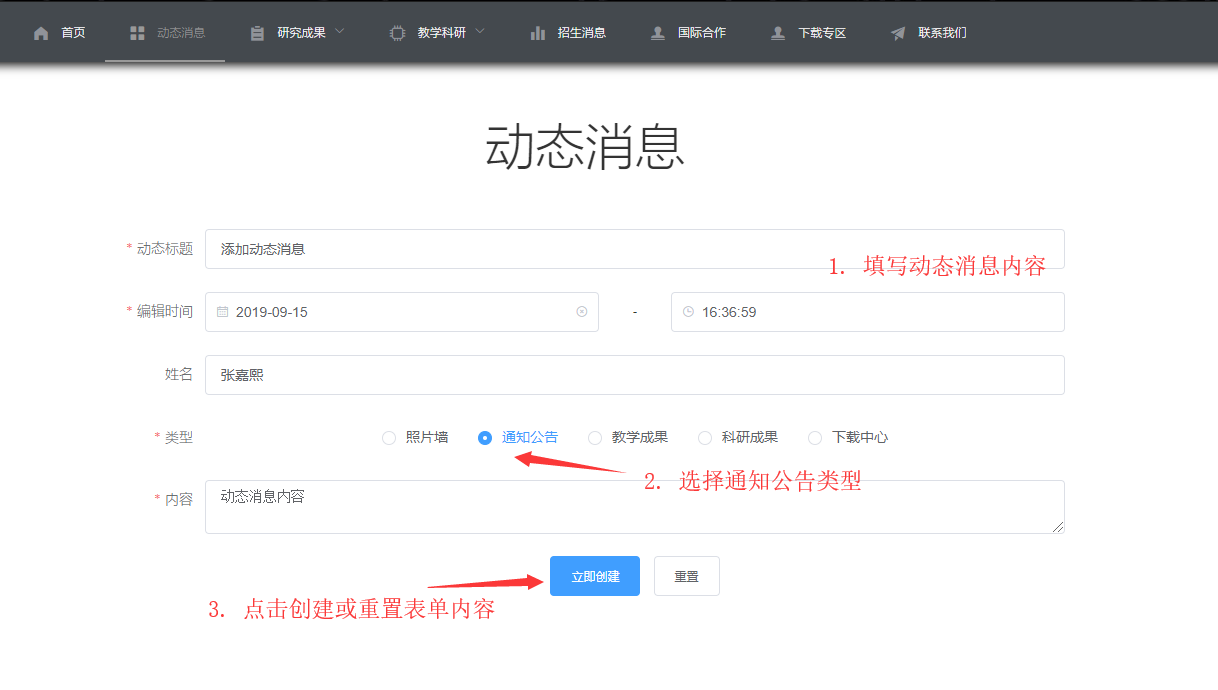 首页 动态消息 研究成果 教学科研 招生消息 国际合作 下载专区 联系我们
动态消息
* 动态标题 添加动态消息
1. 填写动态消息内容
* 编辑时间 2019-09-15 - 16:36:59
姓名 张嘉熙
* 类型 照片墙 通知公告 教学成果 科研成果 下载中心
2. 选择通知公告类型
* 内容 动态消息内容
立即创建 重置
3. 点击创建或重置表单内容